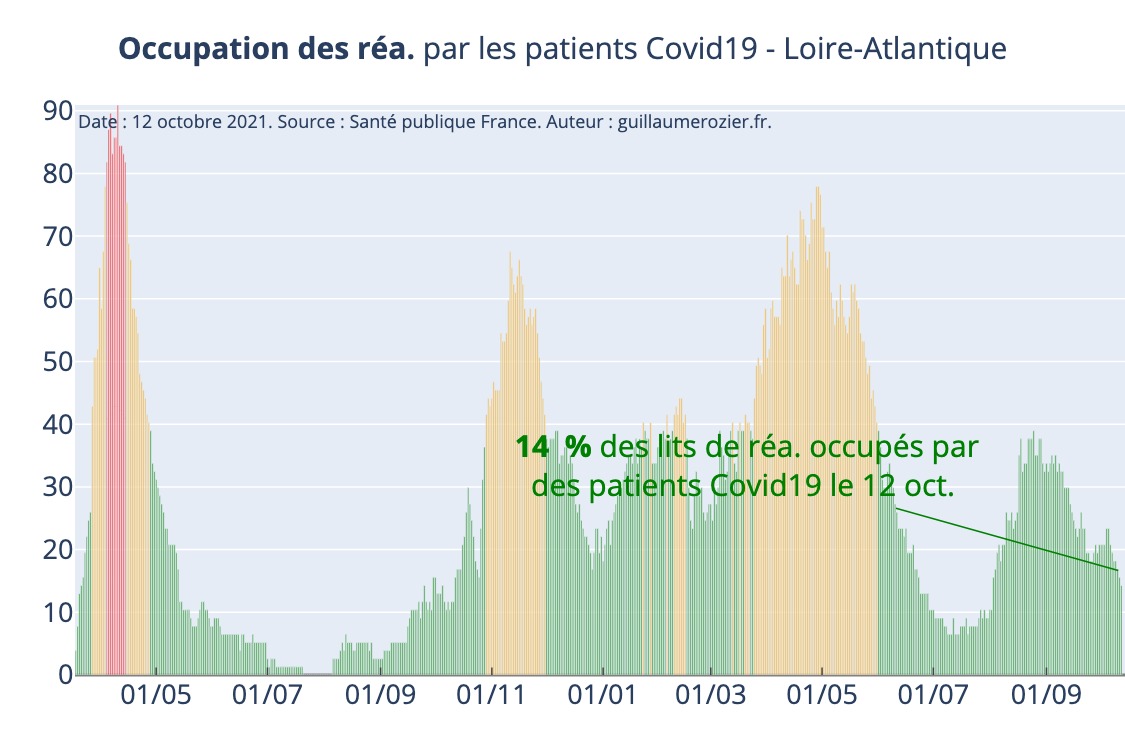 Occupation des réa. par les patients Covid19 - Loire-Atlantique
90
Date : 12 octobre 2021. Source : Santé publique France. Auteur : guillaumerozier.fr.
80
70
60
50
40
14 % des lits de réa. occupés par
des patients Covid19 le 12 oct.
30
20
10
0
01/05 01/07 01/09 01/11 01/01 01/03 01/05 01/07 01/09